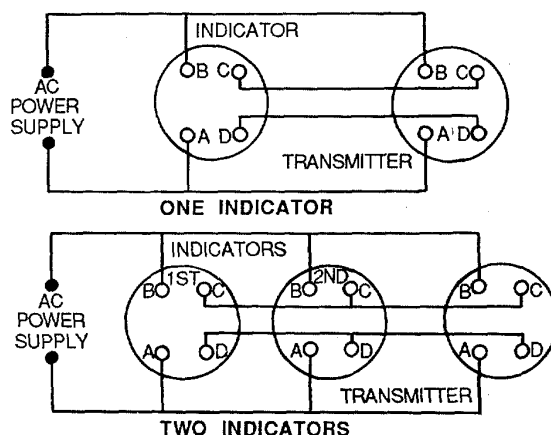 INDICATOR
B C
B C
AC
POWER
SUPPLY
A D
A D
TRANSMITTER
ONE INDICATOR
INDICATORS
1ST
2ND
B C
B C
B C
AC
POWER
SUPPLY
A D
A D
A D
TRANSMITTER
TWO INDICATORS